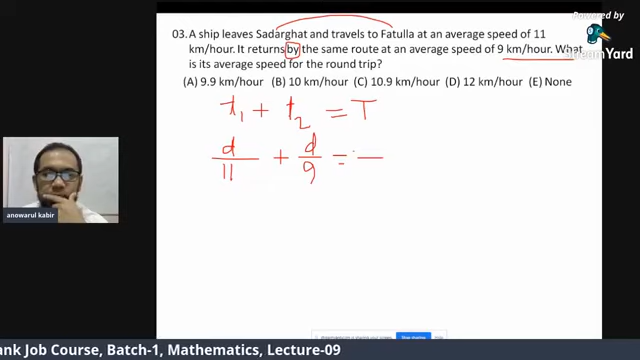 Powered by
StreamYard
03. A ship leaves Sadarghat and travels to Fatulla at an average speed of 11
km/hour. It returns by the same route at an average speed of 9 km/hour. What
is its average speed for the round trip?
(A) 9.9 km/hour (B) 10 km/hour (C) 10.9 km/hour (D) 12 km/hour (E) None
t₁ + t₂ = T
d/11 + d/9 =
anowarul kabir
ank Job Course, Batch-1, Mathematics, Lecture-09